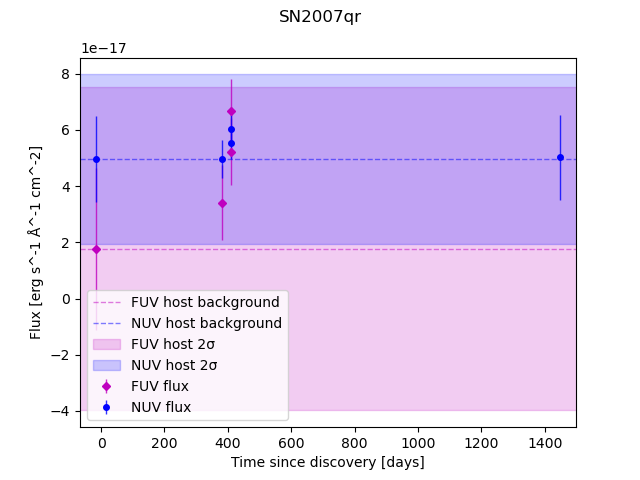 SN2007qr
1e−17
8
6
4
2
0
−2
−4
Flux [erg s^-1 Å^-1 cm^-2]
FUV host background
NUV host background
FUV host 2σ
NUV host 2σ
FUV flux
NUV flux
0 200 400 600 800 1000 1200 1400
Time since discovery [days]